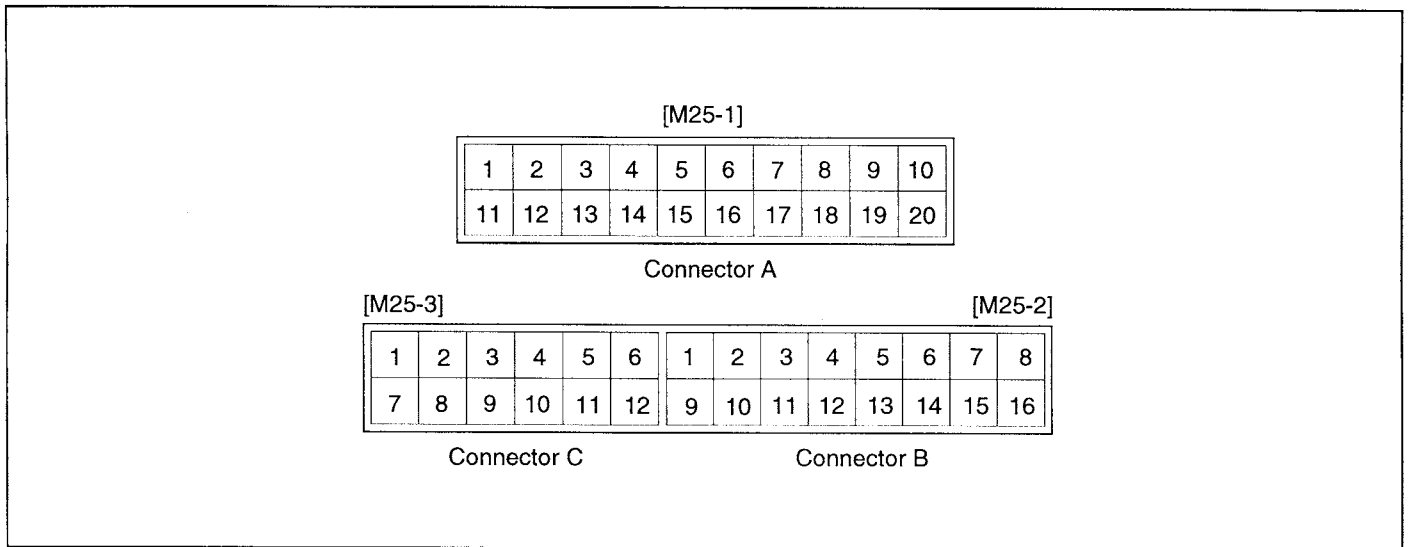 [M25-1]
1 2 3 4 5 6 7 8 9 10
11 12 13 14 15 16 17 18 19 20
Connector A
[M25-3] [M25-2]
1 2 3 4 5 6 1 2 3 4 5 6 7 8
7 8 9 10 11 12 9 10 11 12 13 14 15 16
Connector C Connector B